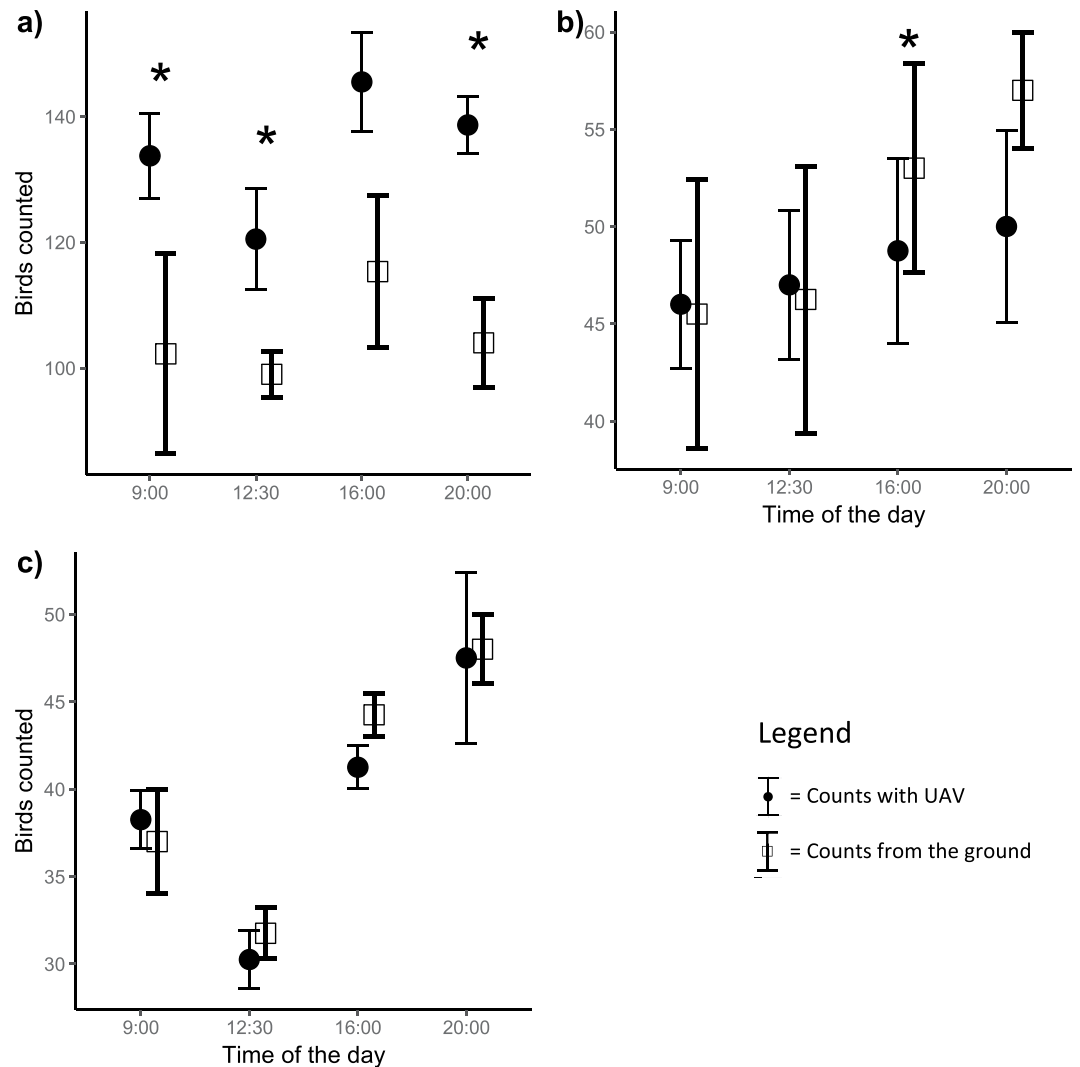 a)
*
*
*
140
120
100
Birds counted
9:00 12:30 16:00 20:00
b)
*
60
55
50
45
40
9:00 12:30 16:00 20:00
Time of the day
c)
50
45
40
35
30
Birds counted
9:00 12:30 16:00 20:00
Time of the day
Legend
= Counts with UAV
= Counts from the ground